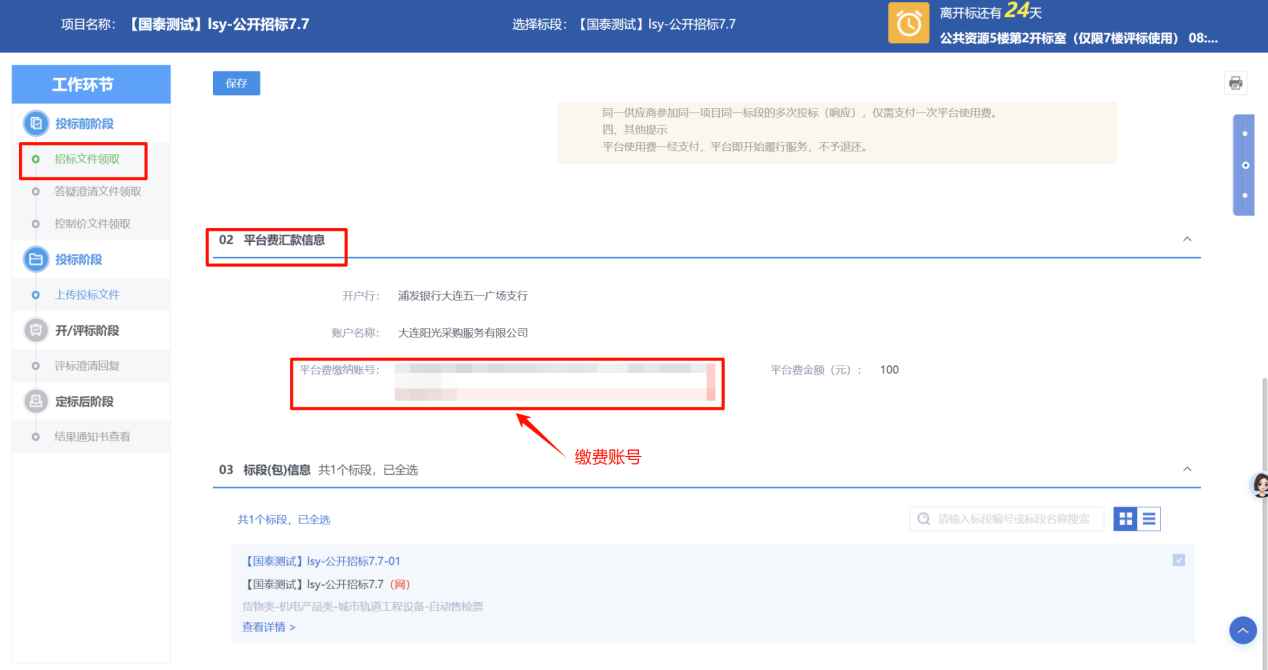 项目名称： 【国泰测试】lsy-公开招标7.7
选择标段： 【国泰测试】lsy-公开招标7.7
离开标还有24天
公共资源5楼第2开标室（仅限7楼评标使用） 08:...
工作环节
投标前阶段
招标文件领取
答疑澄清文件领取
控制价文件领取
投标阶段
上传投标文件
开/评标阶段
评标澄清回复
定标后阶段
结果通知书查看
保存
同一供应商参加同一项目同一标段的多次投标（响应），仅需支付一次平台使用费。
四、其他提示
平台使用费一经支付，平台即开始履行服务，不予退还。
02 平台费汇款信息
开户行： 浦发银行大连五一广场支行
账户名称： 大连阳光采购服务有限公司
平台费缴纳账号：
平台费金额（元）： 100
缴费账号
03 标段(包)信息 共1个标段，已全选
共1个标段，已全选
请输入标段编号或标段名称搜索
【国泰测试】lsy-公开招标7.7-01
【国泰测试】lsy-公开招标7.7（网）
货物类-机电产品类-城市轨道工程设备-自动售检票
查看详情 >